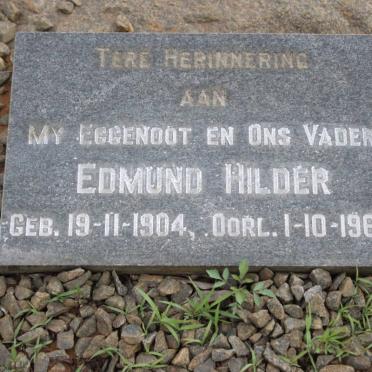 TERE HERINNERING
AAN
MY EGGENOOT EN ONS VADER
EDMUND HILDER
GEB. 19-11-1904, OORL. 1-10-196